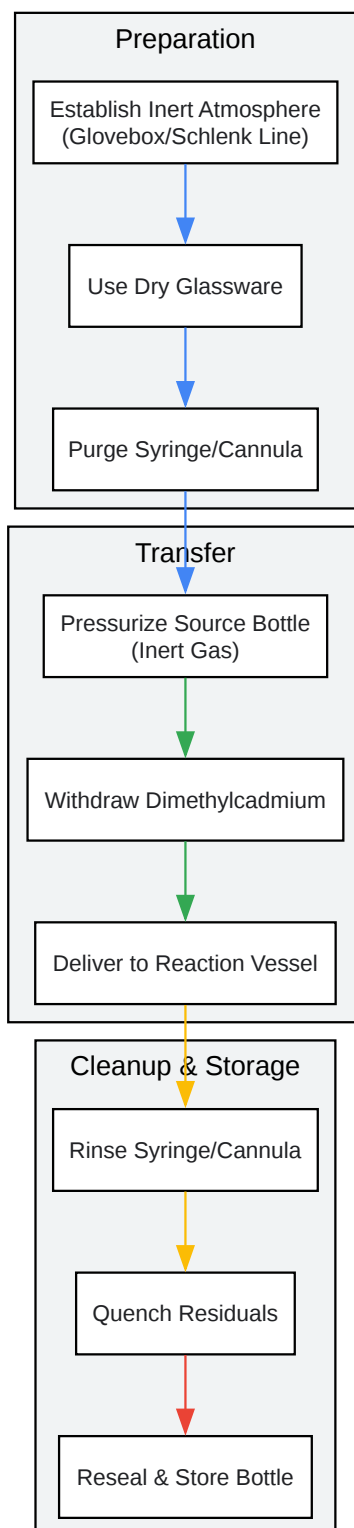 Preparation
Establish Inert Atmosphere
(Glovebox/Schlenk Line)
Use Dry Glassware
Purge Syringe/Cannula
Transfer
Pressurize Source Bottle
(Inert Gas)
Withdraw Dimethylcadmium
Deliver to Reaction Vessel
Cleanup & Storage
Rinse Syringe/Cannula
Quench Residuals
Reseal & Store Bottle